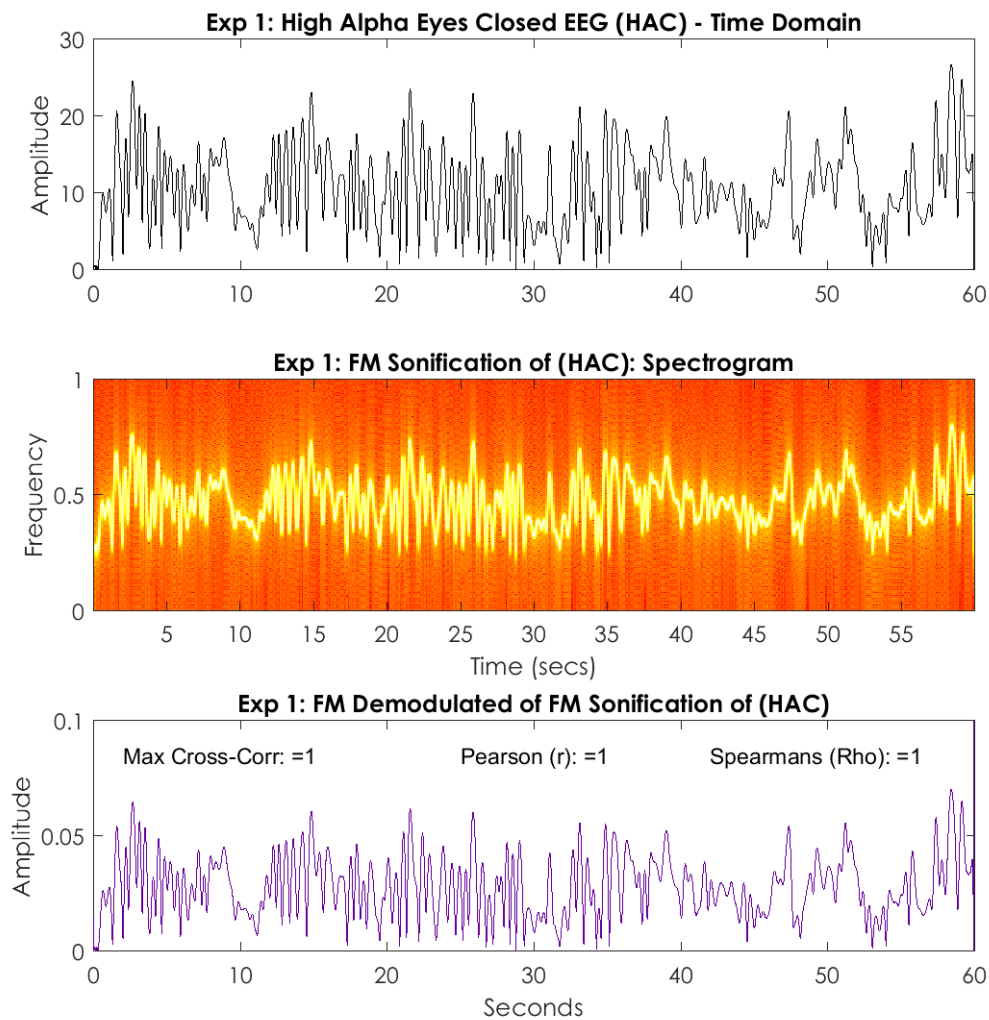 Exp 1: High Alpha Eyes Closed EEG (HAC) - Time Domain
30
20
10
0
Amplitude
0 10 20 30 40 50 60
Exp 1: FM Sonification of (HAC): Spectrogram
1
0.5
0
Frequency
5 10 15 20 25 30 35 40 45 50 55
Time (secs)
Exp 1: FM Demodulated of FM Sonification of (HAC)
0.1
Max Cross-Corr: =1 Pearson (r): =1 Spearmans (Rho): =1
0.05
0
Amplitude
0 10 20 30 40 50 60
Seconds